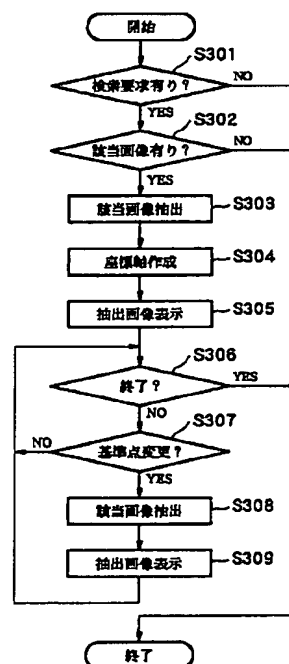 開始
S301
検索要求有り? NO
YES
S302
該当画像有り? NO
YES
該当画像抽出 S303
座標軸作成 S304
抽出画像表示 S305
S306
終了? YES
NO
S307
NO 基準点変更?
YES
該当画像抽出 S308
抽出画像表示 S309
終了